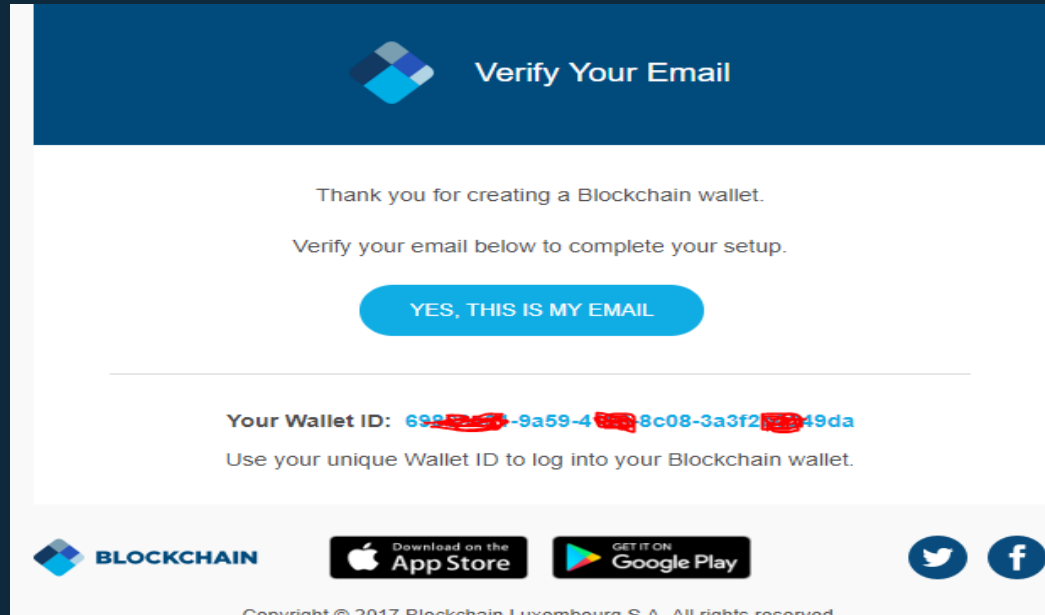 Verify Your Email
Thank you for creating a Blockchain wallet.
Verify your email below to complete your setup.
YES, THIS IS MY EMAIL
Your Wallet ID:
Use your unique Wallet ID to log into your Blockchain wallet.
BLOCKCHAIN
Download on the
App Store
GET IT ON
Google Play
Copyright © 2017 Blockchain Luxembourg S.A. All rights reserved.